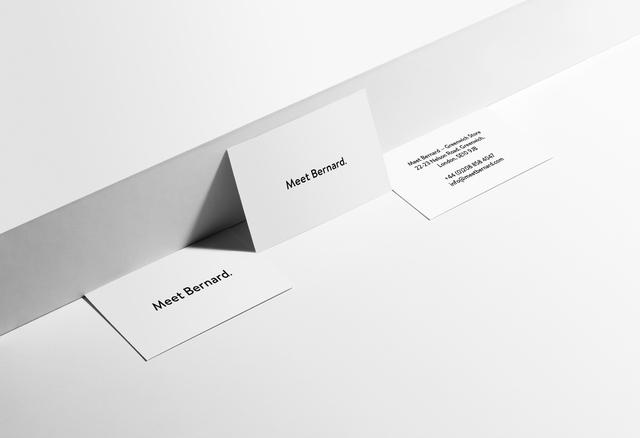 Meet Bernard.
Meet Bernard.
Meet Bernard – Greenwich Store
22-23 Nelson Road, Greenwich,
London, SE10 9JB
+44 (0)208 858 4047
info@meetbernard.com